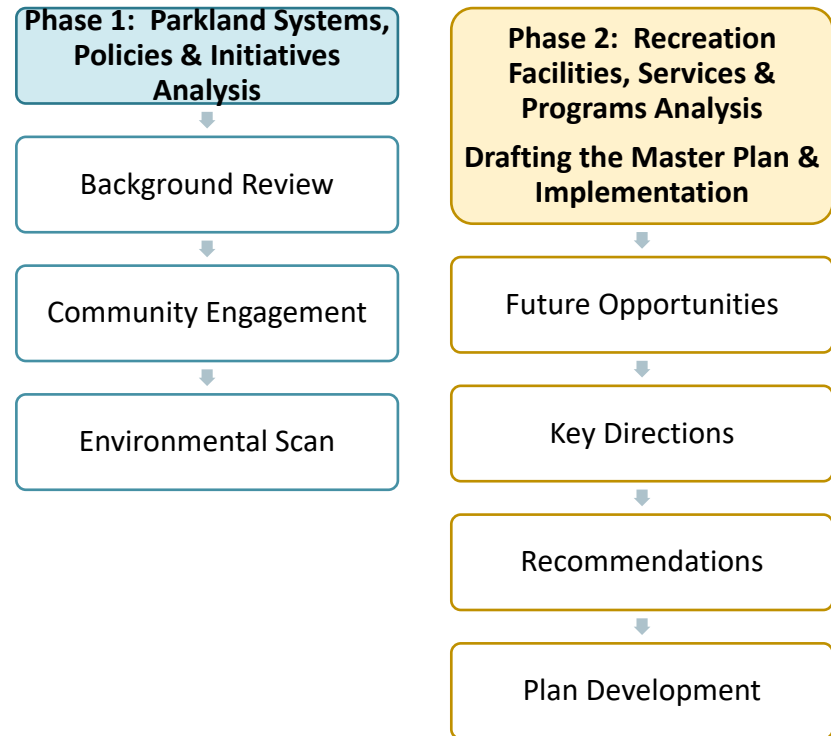 Phase 1:  Parkland Systems,
Policies & Initiatives
Analysis
Background Review
Community Engagement
Environmental Scan
Phase 2:  Recreation
Facilities, Services &
Programs Analysis
Drafting the Master Plan &
Implementation
Future Opportunities
Key Directions
Recommendations
Plan Development